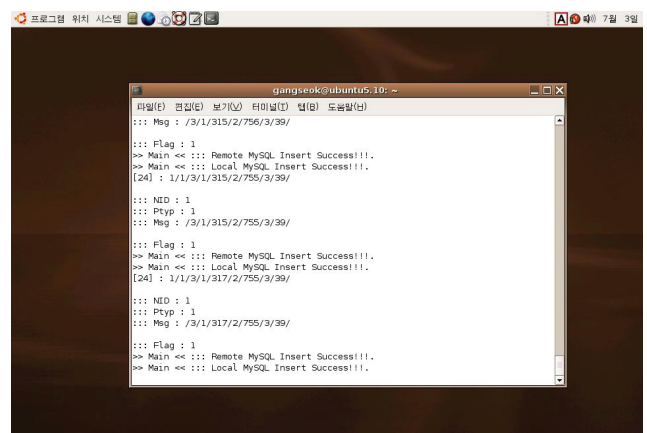 프로그램 위치 시스템 A 7월 3일
gangseok@ubuntu5.10: ~
파일(F) 편집(E) 보기(V) 터미널(T) 탭(B) 도움말(H)
::: Msg : /3/1/315/2/756/3/39/
::: Flag : 1
>> Main << ::: Remote MySQL Insert Success!!!.
>> Main << ::: Local MySQL Insert Success!!!.
[24] : 1/1/3/1/315/2/755/3/39/
::: NID : 1
::: Ptyp : 1
::: Msg : /3/1/315/2/755/3/39/
::: Flag : 1
>> Main << ::: Remote MySQL Insert Success!!!.
>> Main << ::: Local MySQL Insert Success!!!.
[24] : 1/1/3/1/317/2/755/3/39/
::: NID : 1
::: Ptyp : 1
::: Msg : /3/1/317/2/755/3/39/
::: Flag : 1
>> Main << ::: Remote MySQL Insert Success!!!.
>> Main << ::: Local MySQL Insert Success!!!.